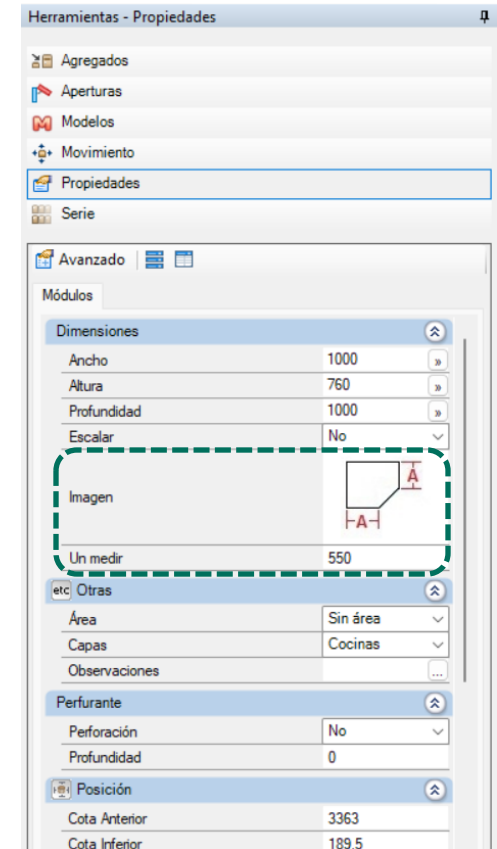 Herramientas - Propiedades
Agregados
Aperturas
Modelos
Movimiento
Propiedades
Serie
Avanzado
Módulos
Dimensiones
Ancho 1000 »
Altura 760 »
Profundidad 1000 »
Escalar No
A
Imagen
A
Un medir 550
etc Otras
Área Sin área
Capas Cocinas
Observaciones ...
Perfurante
Perforación No
Profundidad 0
Posición
Cota Anterior 3363
Cota Inferior 189.5